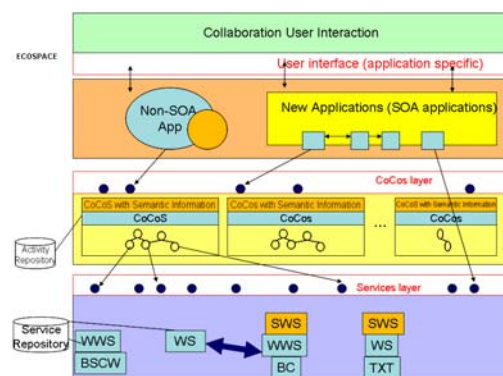 Collaboration User Interaction
ECOSPACE
User interface (application specific)
Non-SOA
App
New Applications (SOA applications)
CoCos layer
CoCoS with Semantic Information
CoCoS
CoCos with Semantic Information
CoCos
...
CoCoS with Semantic Information
CoCos
Activity
Repository
Services layer
Service
Repository
WWS
BSCW
WS
SWS
WWS
BC
SWS
WS
TXT